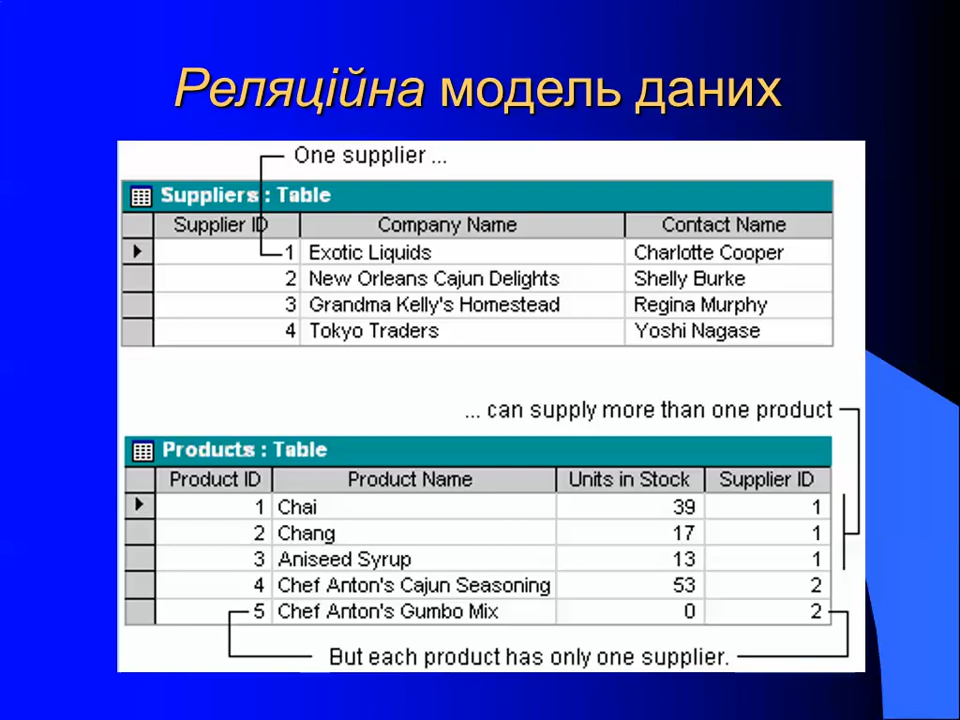 Реляційна модель даних
One supplier ...
Suppliers : Table
Supplier ID Company Name Contact Name
1 Exotic Liquids Charlotte Cooper
2 New Orleans Cajun Delights Shelly Burke
3 Grandma Kelly's Homestead Regina Murphy
4 Tokyo Traders Yoshi Nagase
... can supply more than one product
Products : Table
Product ID Product Name Units in Stock Supplier ID
1 Chai 39 1
2 Chang 17 1
3 Aniseed Syrup 13 1
4 Chef Anton's Cajun Seasoning 53 2
5 Chef Anton's Gumbo Mix 0 2
But each product has only one supplier.